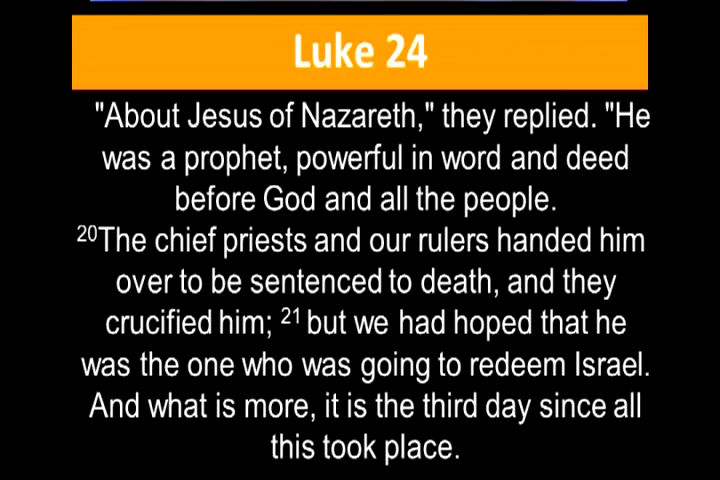 Luke 24
"About Jesus of Nazareth," they replied. "He
was a prophet, powerful in word and deed
before God and all the people.
20The chief priests and our rulers handed him
over to be sentenced to death, and they
crucified him; 21 but we had hoped that he
was the one who was going to redeem Israel.
And what is more, it is the third day since all
this took place.